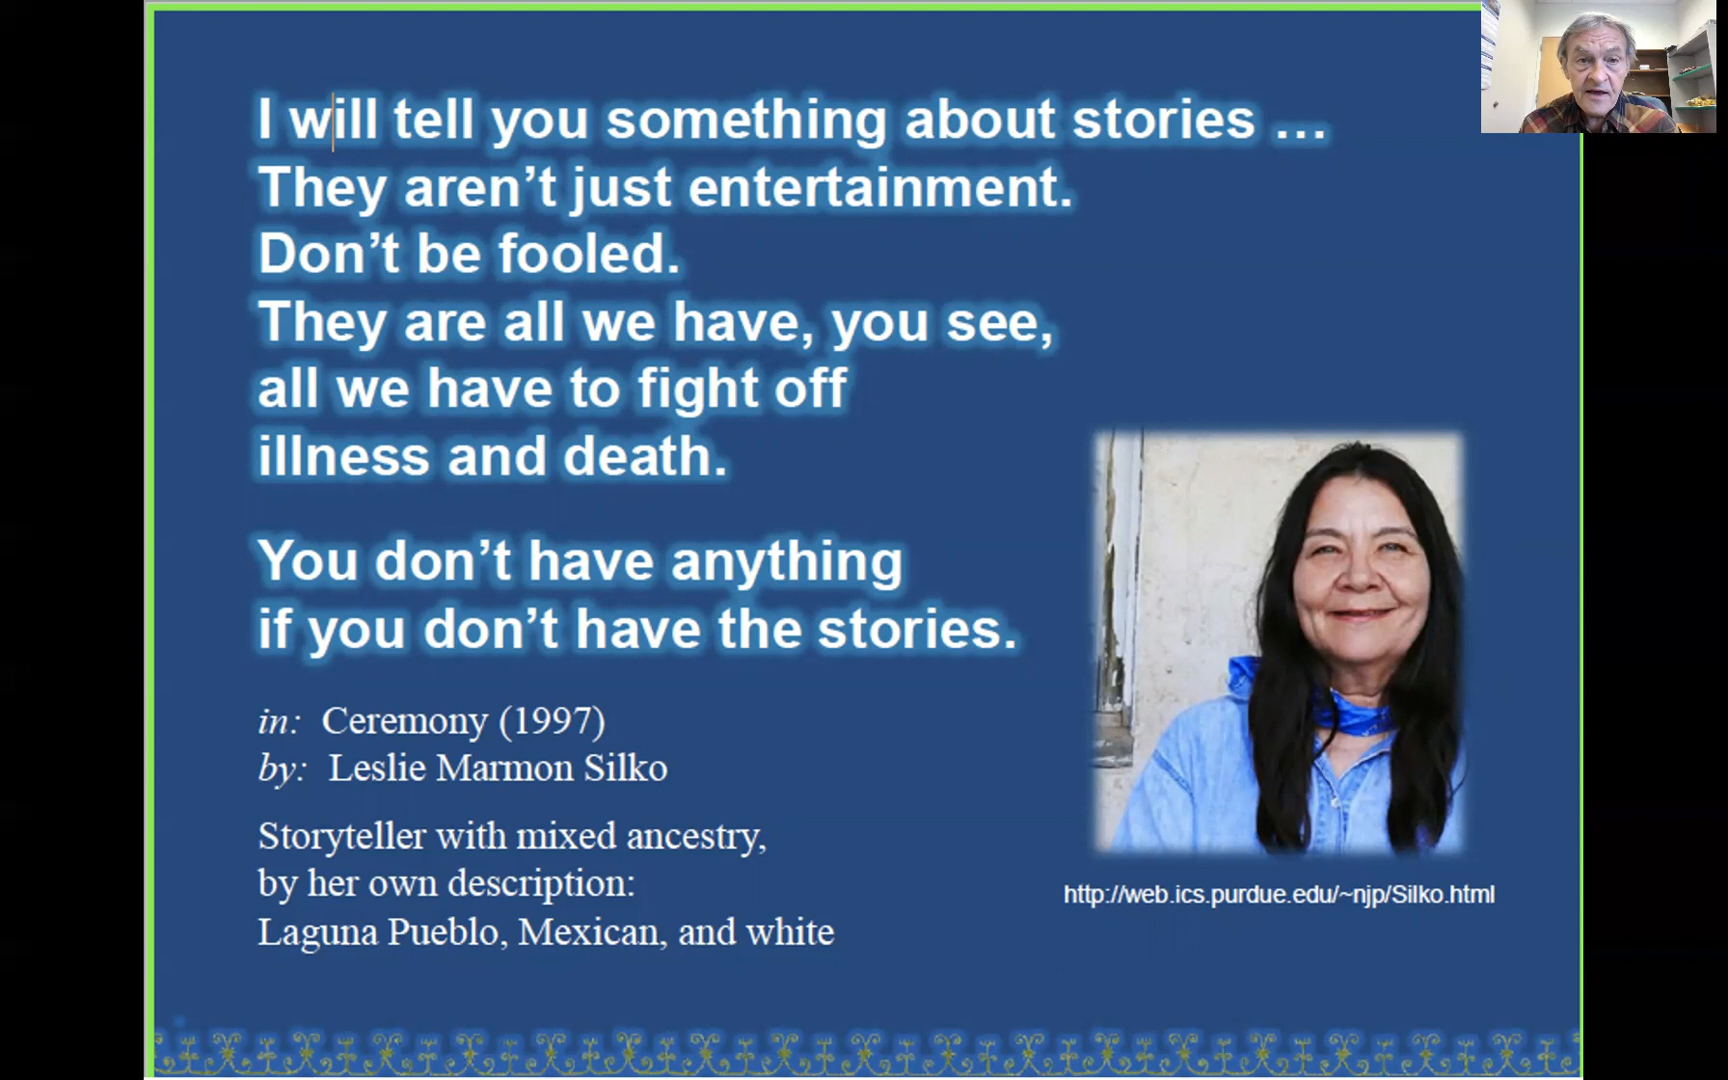 I will tell you something about stories …
They aren’t just entertainment.
Don’t be fooled.
They are all we have, you see,
all we have to fight off
illness and death.
You don’t have anything
if you don’t have the stories.
in: Ceremony (1997)
by: Leslie Marmon Silko
Storyteller with mixed ancestry,
by her own description:
Laguna Pueblo, Mexican, and white
http://web.ics.purdue.edu/~njp/Silko.html